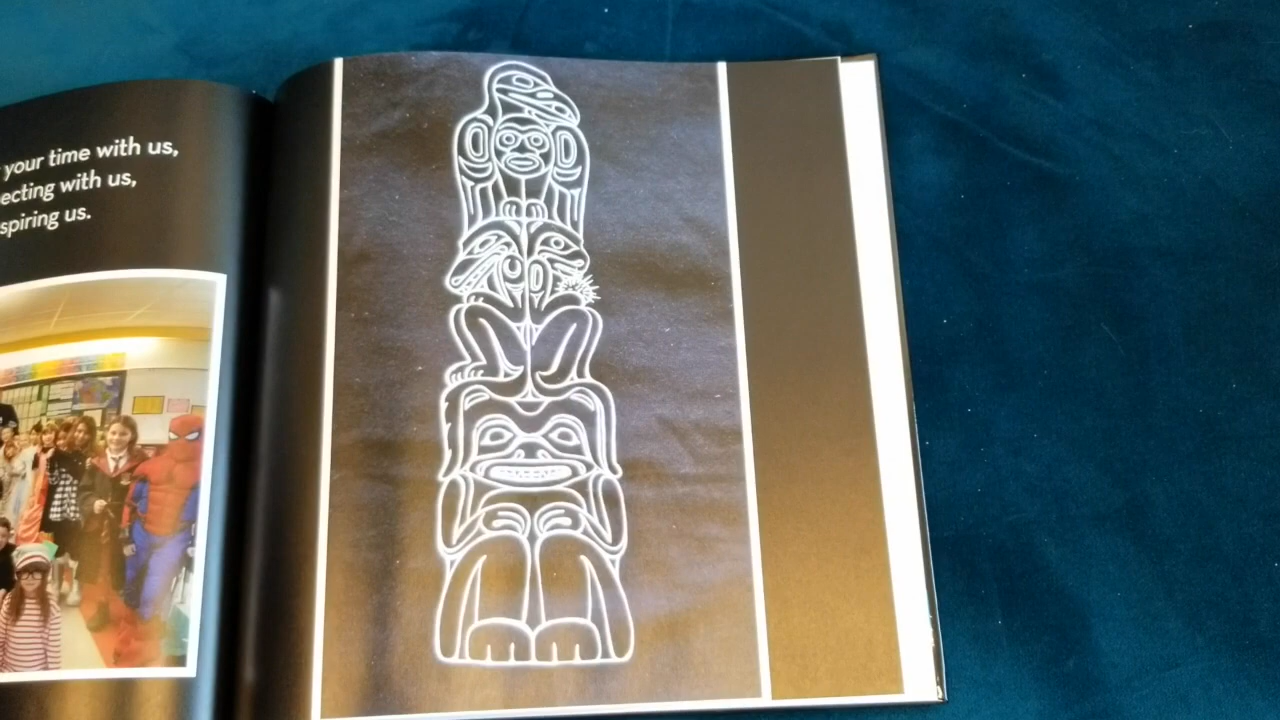 your time with us,
ecting with us,
spiring us.